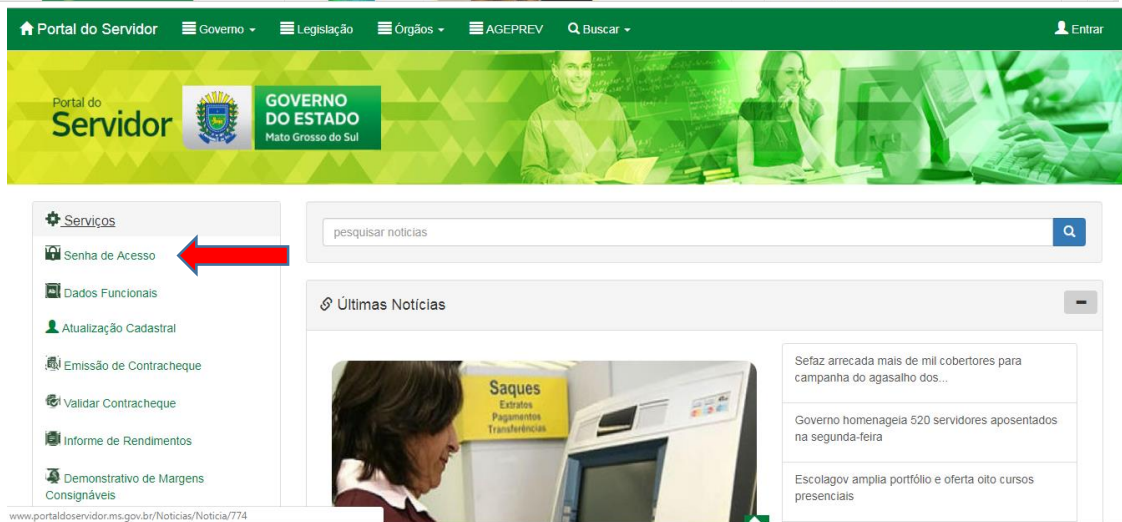 Portal do Servidor Governo Legislação Órgãos AGEPREV Buscar Entrar
Portal do
Servidor
GOVERNO
DO ESTADO
Mato Grosso do Sul
Serviços
Senha de Acesso
Dados Funcionais
Atualização Cadastral
Emissão de Contracheque
Validar Contracheque
Informe de Rendimentos
Demonstrativo de Margens
Consignáveis
pesquisar noticias
Últimas Notícias
Saques
Extratos
Pagamentos
Transferências
Sefaz arrecada mais de mil cobertores para
campanha do agasalho dos...
Governo homenageia 520 servidores aposentados
na segunda-feira
Escolagov amplia portfólio e oferta oito cursos
presenciais
www.portaldoservidor.ms.gov.br/Noticias/Noticia/774